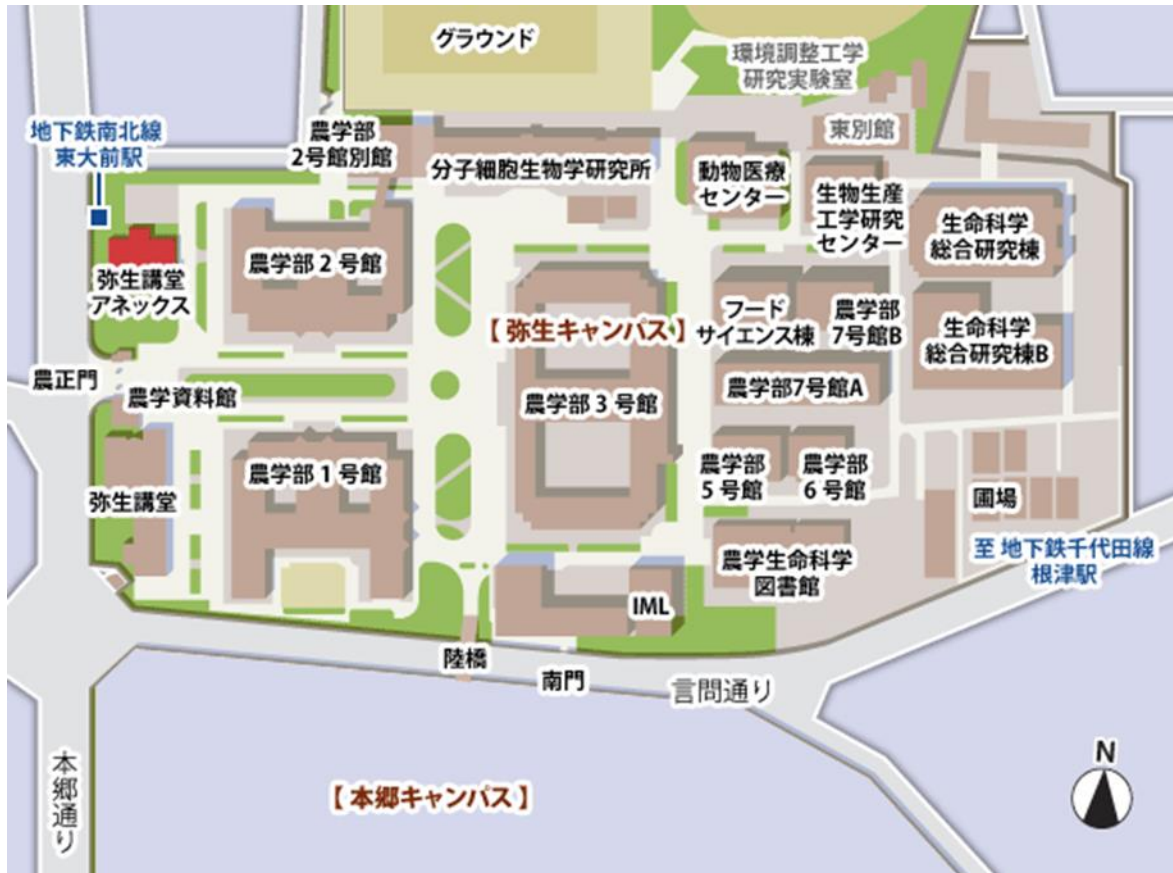 グラウンド
環境調整工学
研究実験室
地下鉄南北線
東大前駅
農学部
2号館別館
分子細胞生物学研究所
動物医療
センター
東別館
生物生産
工学研究
センター
生命科学
総合研究棟
弥生講堂
アネックス
農学部 2 号館
【 弥生キャンパス 】
フード
サイエンス棟
農学部
7号館B
生命科学
総合研究棟B
農正門
農学資料館
農学部 3 号館
農学部7号館A
弥生講堂
農学部 1 号館
農学部
5 号館
農学部
6 号館
圃場
農学生命科学
図書館
至 地下鉄千代田線
根津駅
IML
陸橋
南門
言問通り
本郷通り
【 本郷キャンパス 】
N